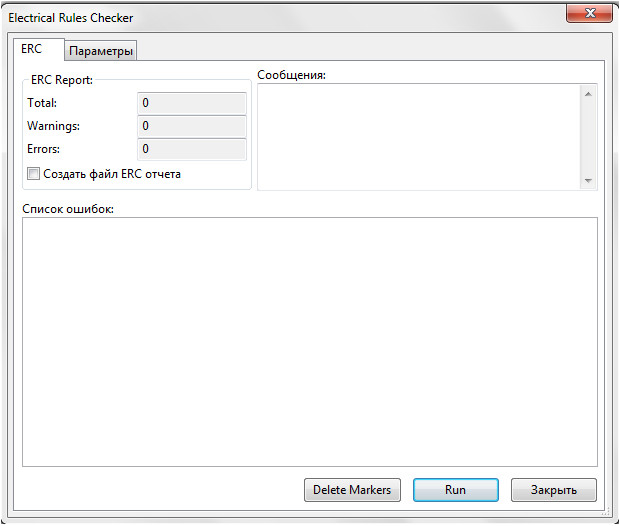 Electrical Rules Checker
ERC
Параметры
ERC Report:
Total:
0
Warnings:
0
Errors:
0
Создать файл ERC отчета
Сообщения:
Список ошибок:
Delete Markers
Run
Закрыть